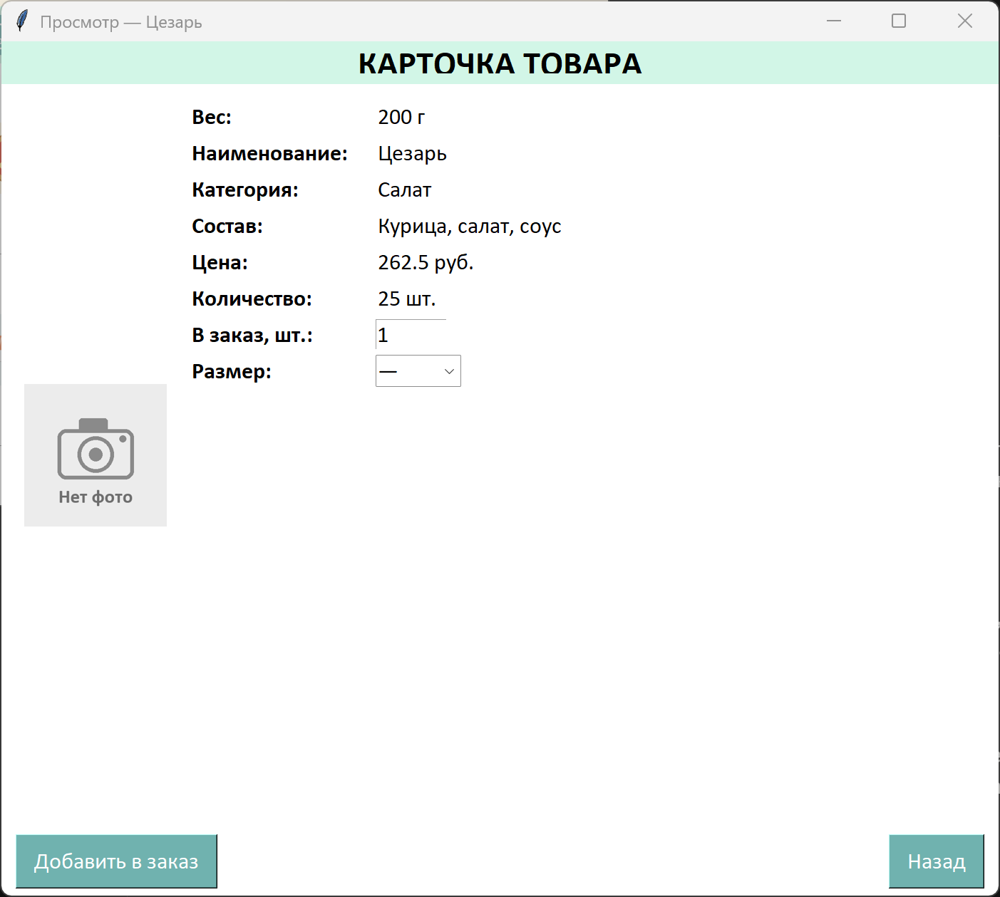 Просмотр — Цезарь
КАРТОЧКА ТОВАРА
Вес: 200 г
Наименование: Цезарь
Категория: Салат
Состав: Курица, салат, соус
Цена: 262.5 руб.
Количество: 25 шт.
В заказ, шт.: 1
Размер: —
Нет фото
Добавить в заказ
Назад